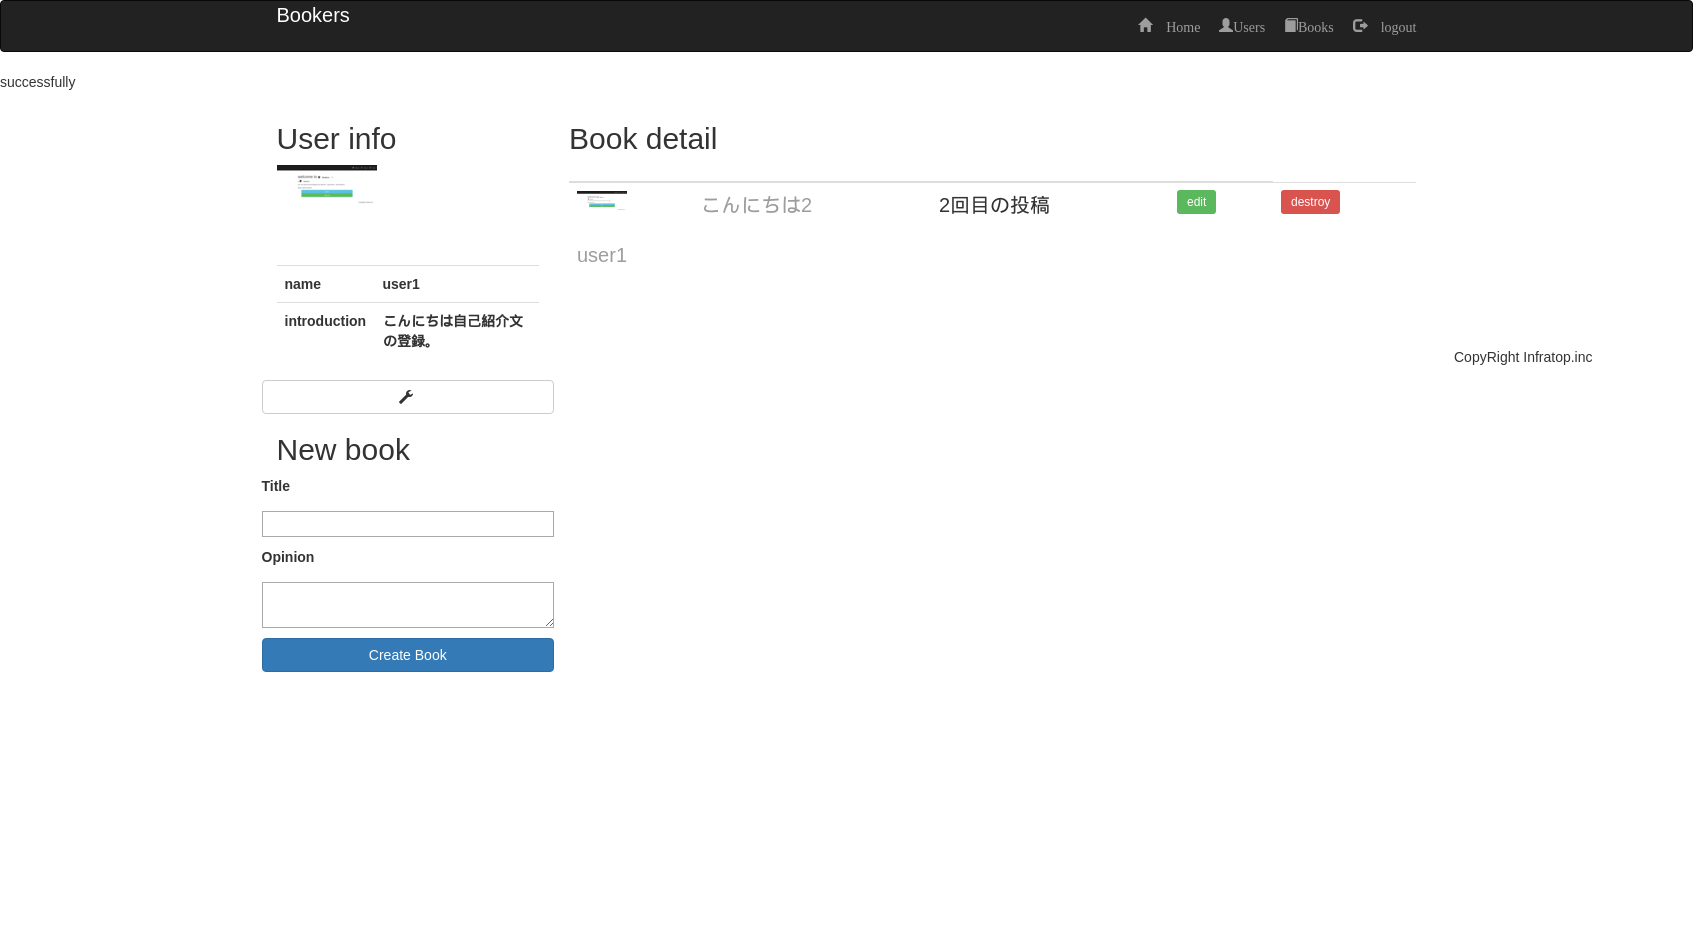 Bookers
Home Users Books logout
successfully
User info
name user1
introduction こんにちは自己紹介文
の登録。
New book
Title
Opinion
Create Book
Book detail
こんにちは2 2回目の投稿 edit destroy
user1
CopyRight Infratop.inc